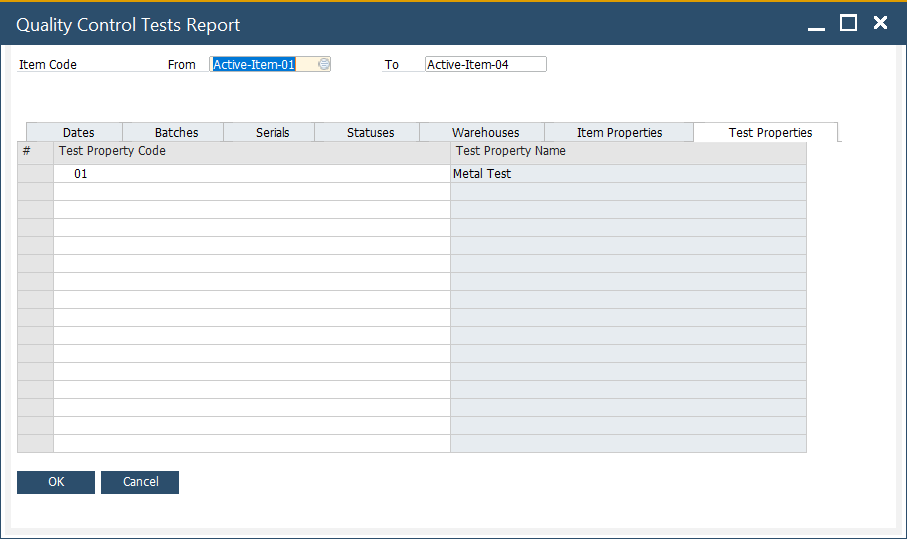 Quality Control Tests Report
Item Code From Active-Item-01 To Active-Item-04
Dates Batches Serials Statuses Warehouses Item Properties Test Properties
# Test Property Code Test Property Name
01 Metal Test
OK Cancel